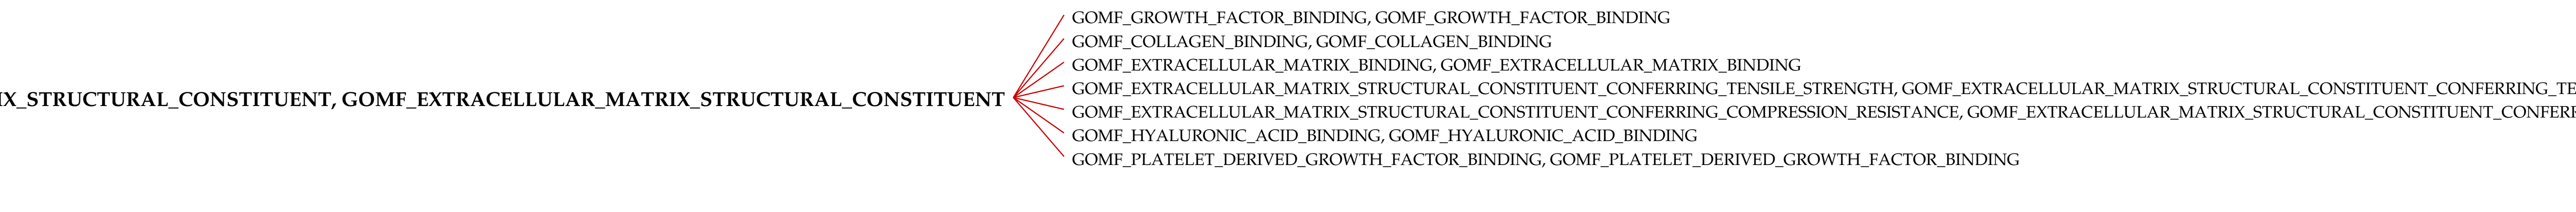 GOMF_GROWTH_FACTOR_BINDING, GOMF_GROWTH_FACTOR_BINDING
GOMF_COLLAGEN_BINDING, GOMF_COLLAGEN_BINDING
GOMF_EXTRACELLULAR_MATRIX_BINDING, GOMF_EXTRACELLULAR_MATRIX_BINDING
GOMF_EXTRACELLULAR_MATRIX_STRUCTURAL_CONSTITUENT_CONFERRING_TENSILE_STRENGTH, GOMF_EXTRACELLULAR_MATRIX_STRUCTURAL_CONSTITUENT_CONFERRING_TE
IX_STRUCTURAL_CONSTITUENT, GOMF_EXTRACELLULAR_MATRIX_STRUCTURAL_CONSTITUENT
GOMF_EXTRACELLULAR_MATRIX_STRUCTURAL_CONSTITUENT_CONFERRING_COMPRESSION_RESISTANCE, GOMF_EXTRACELLULAR_MATRIX_STRUCTURAL_CONSTITUENT_CONFERR
GOMF_HYALURONIC_ACID_BINDING, GOMF_HYALURONIC_ACID_BINDING
GOMF_PLATELET_DERIVED_GROWTH_FACTOR_BINDING, GOMF_PLATELET_DERIVED_GROWTH_FACTOR_BINDING